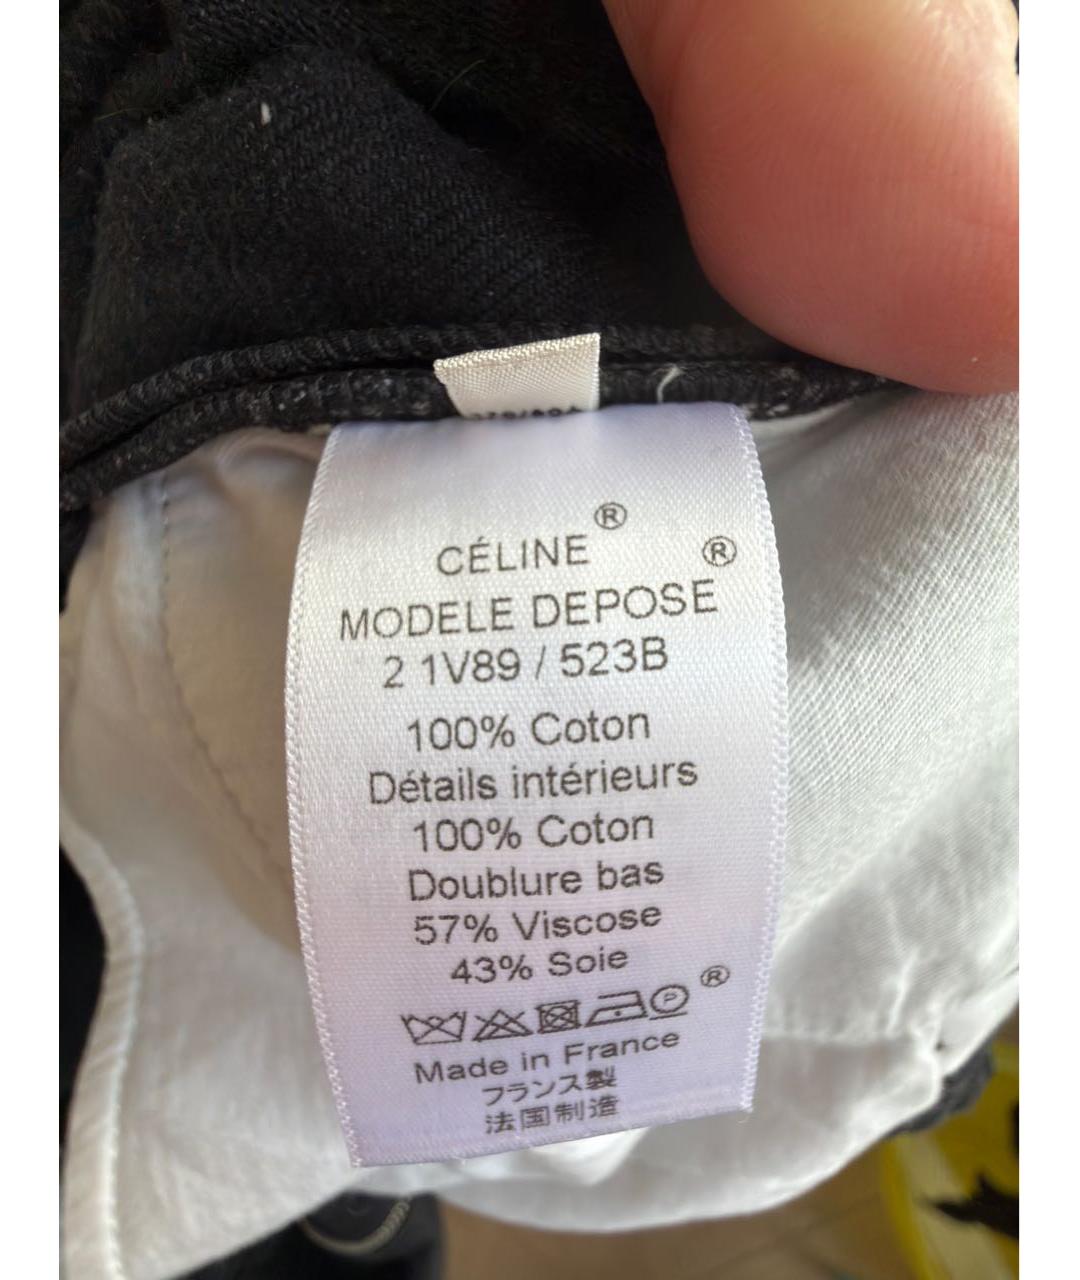 CÉLINE ®
MODELE DEPOSE ®
2 1V89 / 523B
100% Coton
Détails intérieurs
100% Coton
Doublure bas
57% Viscose
43% Soie
P ®
Made in France
フランス製
法国制造